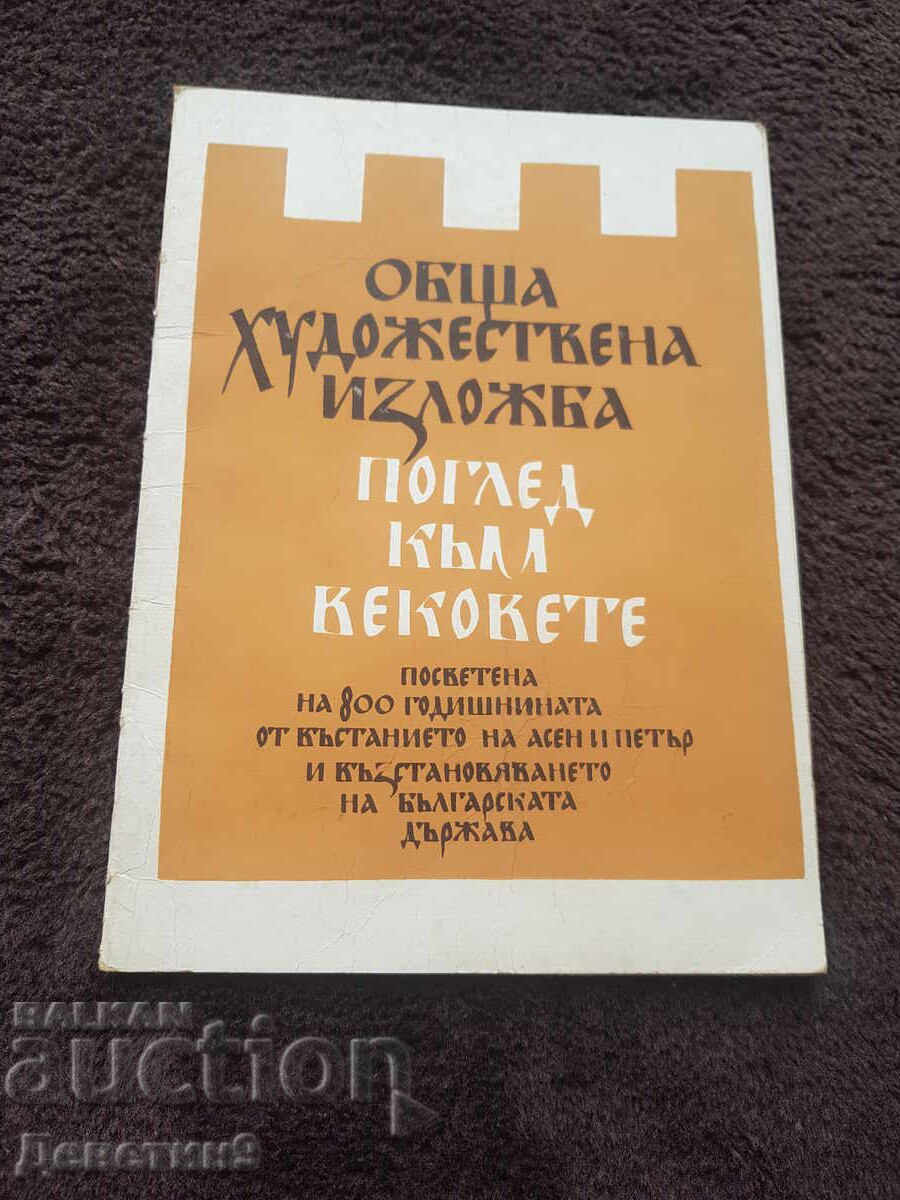 ОБЩА
ХУДОЖЕСТВЕНА
ИЗЛОЖБА
ПОГЛЕД
КЪМ
ВЕКОВЕТЕ
ПОСВЕТЕНА
НА 800 ГОДИШНИНАТА
ОТ ВЪСТАНИЕТО НА АСЕН И ПЕТЪР
И ВЪЗСТАНОВЯВАНЕТО
НА БЪЛГАРСКАТА
ДЪРЖАВА
BALKAN
auction
Деветин9